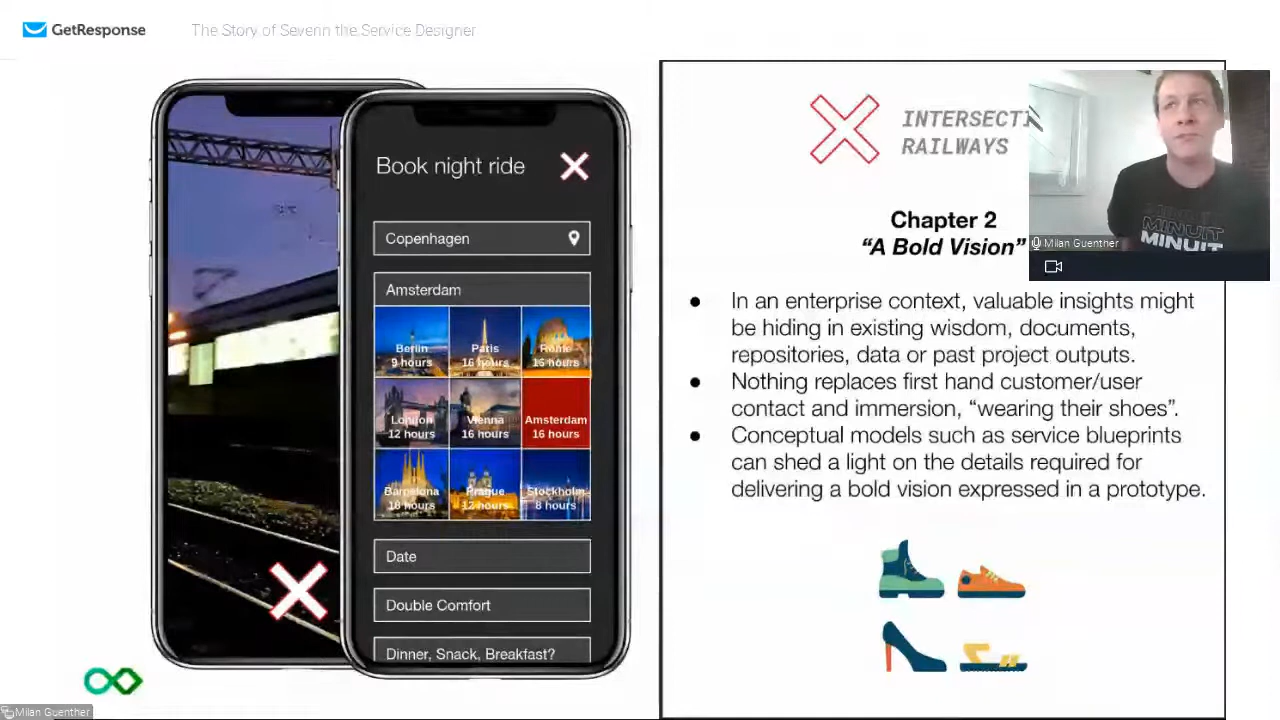 GetResponse
The Story of Severin the Service Designer
Book night ride
Copenhagen
Amsterdam
Berlin
9 hours
Paris
16 hours
Rome
16 hours
London
12 hours
Vienna
16 hours
Amsterdam
16 hours
Barcelona
18 hours
Prague
12 hours
Stockholm
8 hours
Date
Double Comfort
Dinner, Snack, Breakfast?
INTERSECTI
RAILWAYS
Chapter 2
“A Bold Vision”
● In an enterprise context, valuable insights might
be hiding in existing wisdom, documents,
repositories, data or past project outputs.
● Nothing replaces first hand customer/user
contact and immersion, “wearing their shoes”.
● Conceptual models such as service blueprints
can shed a light on the details required for
delivering a bold vision expressed in a prototype.
MINUIT
MINUIT
Milan Guenther
Milan Guenther